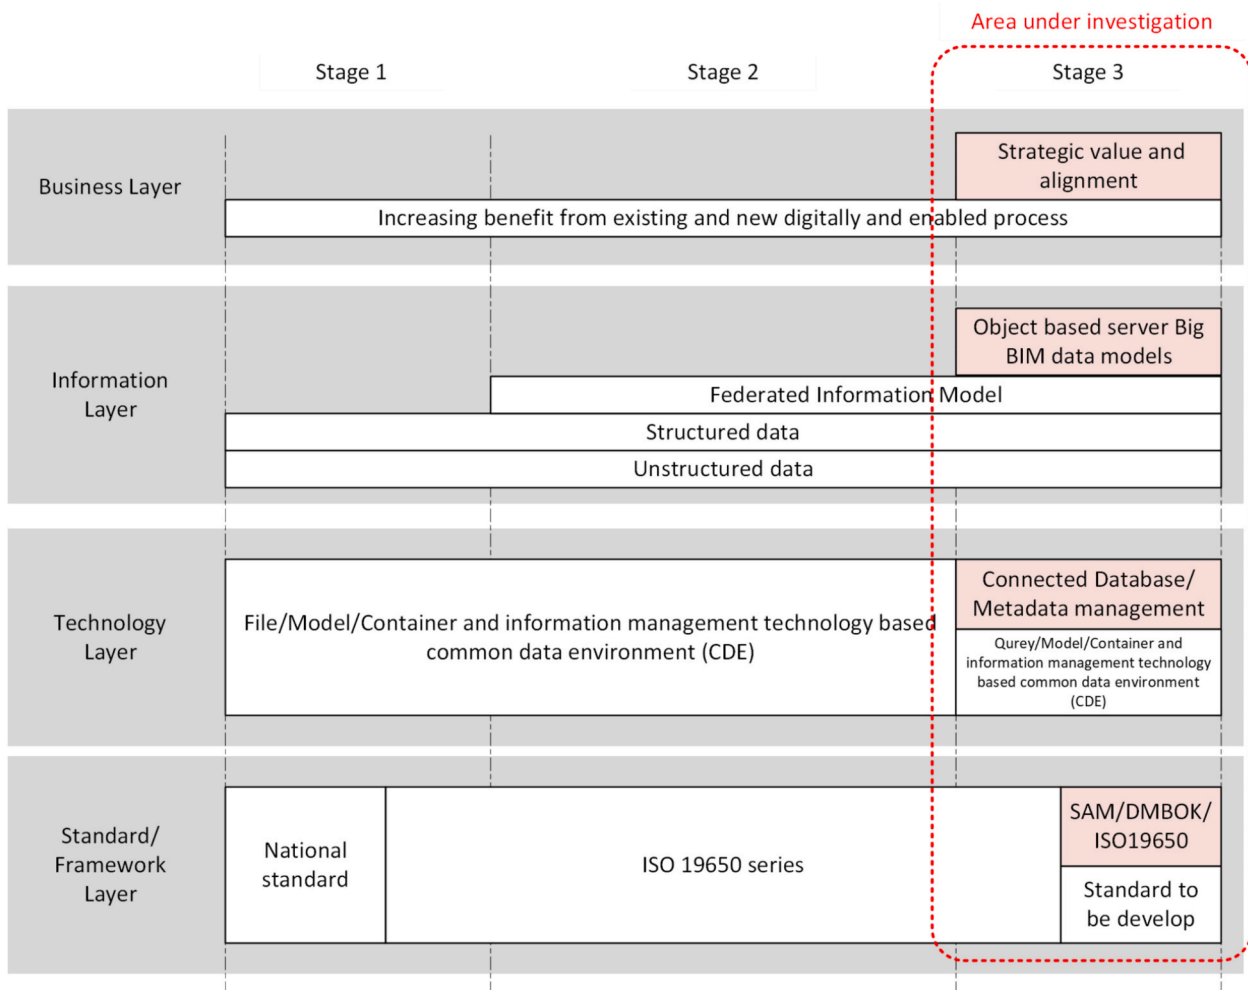 Area under investigation
Stage 1
Stage 2
Stage 3
Business Layer
Strategic value and
alignment
Increasing benefit from existing and new digitally and enabled process
Information
Layer
Object based server Big
BIM data models
Federated Information Model
Structured data
Unstructured data
Technology
Layer
File/Model/Container and information management technology based
common data environment (CDE)
Connected Database/
Metadata management
Qurey/Model/Container and
information management technology
based common data environment
(CDE)
Standard/
Framework
Layer
National
standard
ISO 19650 series
SAM/DMBOK/
ISO19650
Standard to
be develop